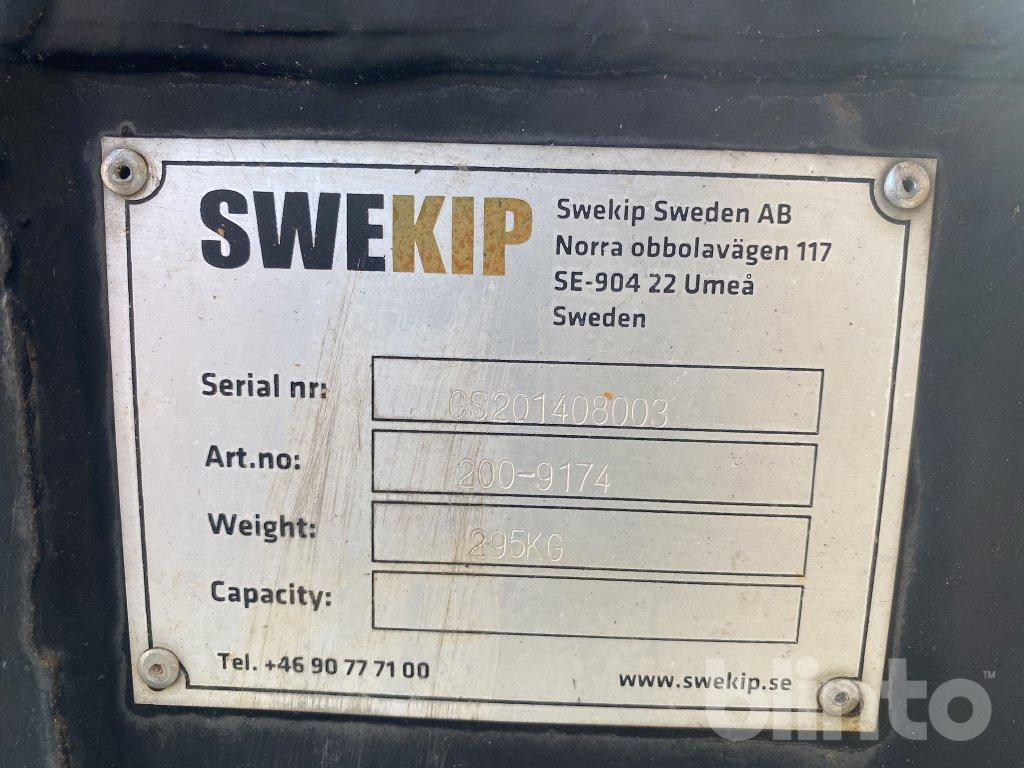 SWEKIP
Swekip Sweden AB
Norra obbolavägen 117
SE-904 22 Umeå
Sweden
Serial nr: CS201408003
Art.no: 200-9174
Weight: 295KG
Capacity:
Tel. +46 90 77 71 00
www.swekip.se
blinto™